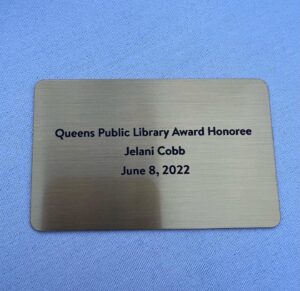 Queens Public Library Award Honoree
Jelani Cobb
June 8, 2022